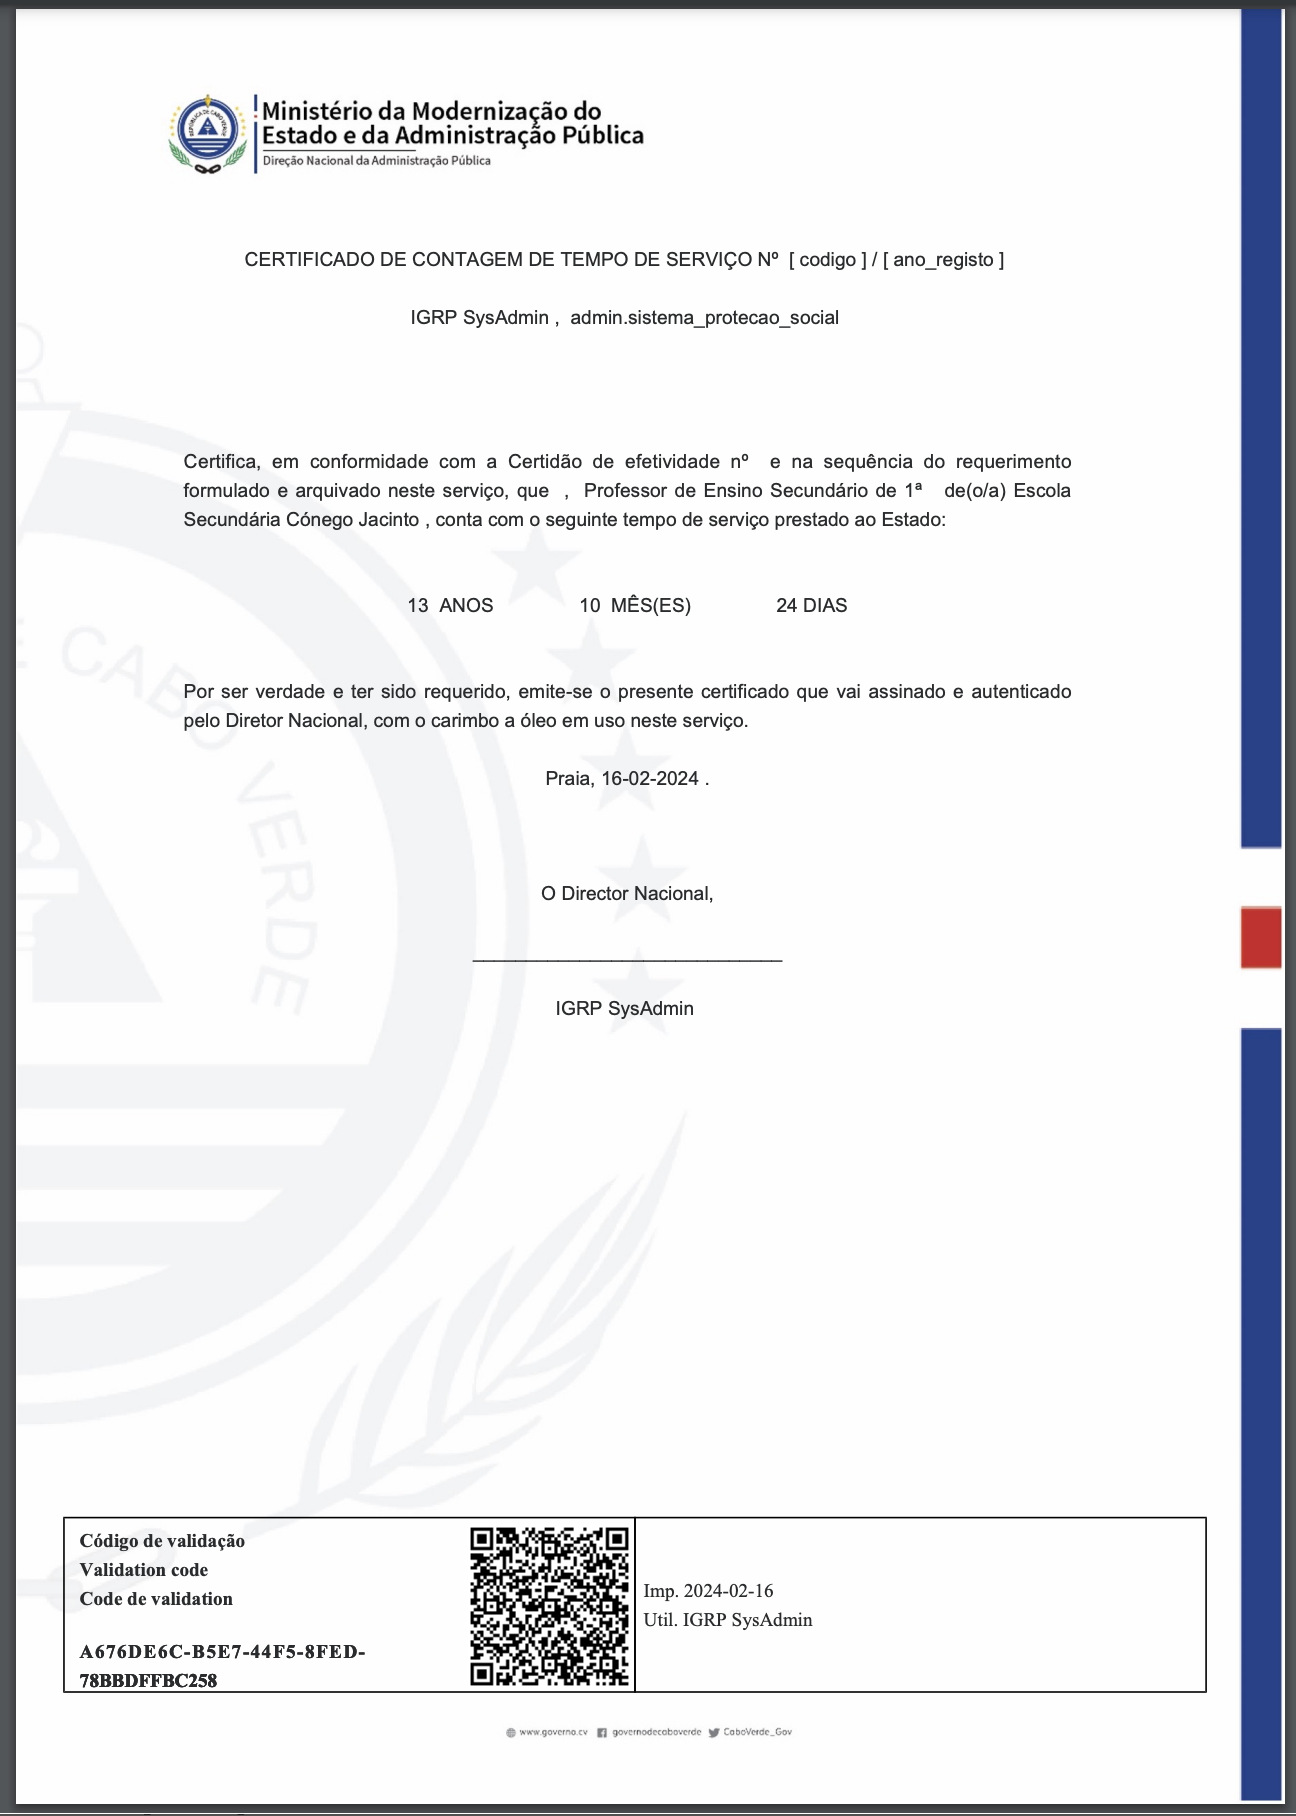 Ministério da Modernização do
Estado e da Administração Pública
Direção Nacional da Administração Pública
CERTIFICADO DE CONTAGEM DE TEMPO DE SERVIÇO Nº [ codigo ] / [ ano_registo ]
IGRP SysAdmin , admin.sistema_protecao_social
Certifica, em conformidade com a Certidão de efetividade nº e na sequência do requerimento
formulado e arquivado neste serviço, que , Professor de Ensino Secundário de 1ª de(o/a) Escola
Secundária Cónego Jacinto , conta com o seguinte tempo de serviço prestado ao Estado:
13 ANOS 10 MÊS(ES) 24 DIAS
Por ser verdade e ter sido requerido, emite-se o presente certificado que vai assinado e autenticado
pelo Diretor Nacional, com o carimbo a óleo em uso neste serviço.
Praia, 16-02-2024 .
O Director Nacional,
IGRP SysAdmin
CABO VERDE
Código de validação
Validation code
Code de validation
A676DE6C-B5E7-44F5-8FED-
78BBDFFBC258
Imp. 2024-02-16
Util. IGRP SysAdmin
www.governo.cv governodecaboverde CaboVerde_Gov